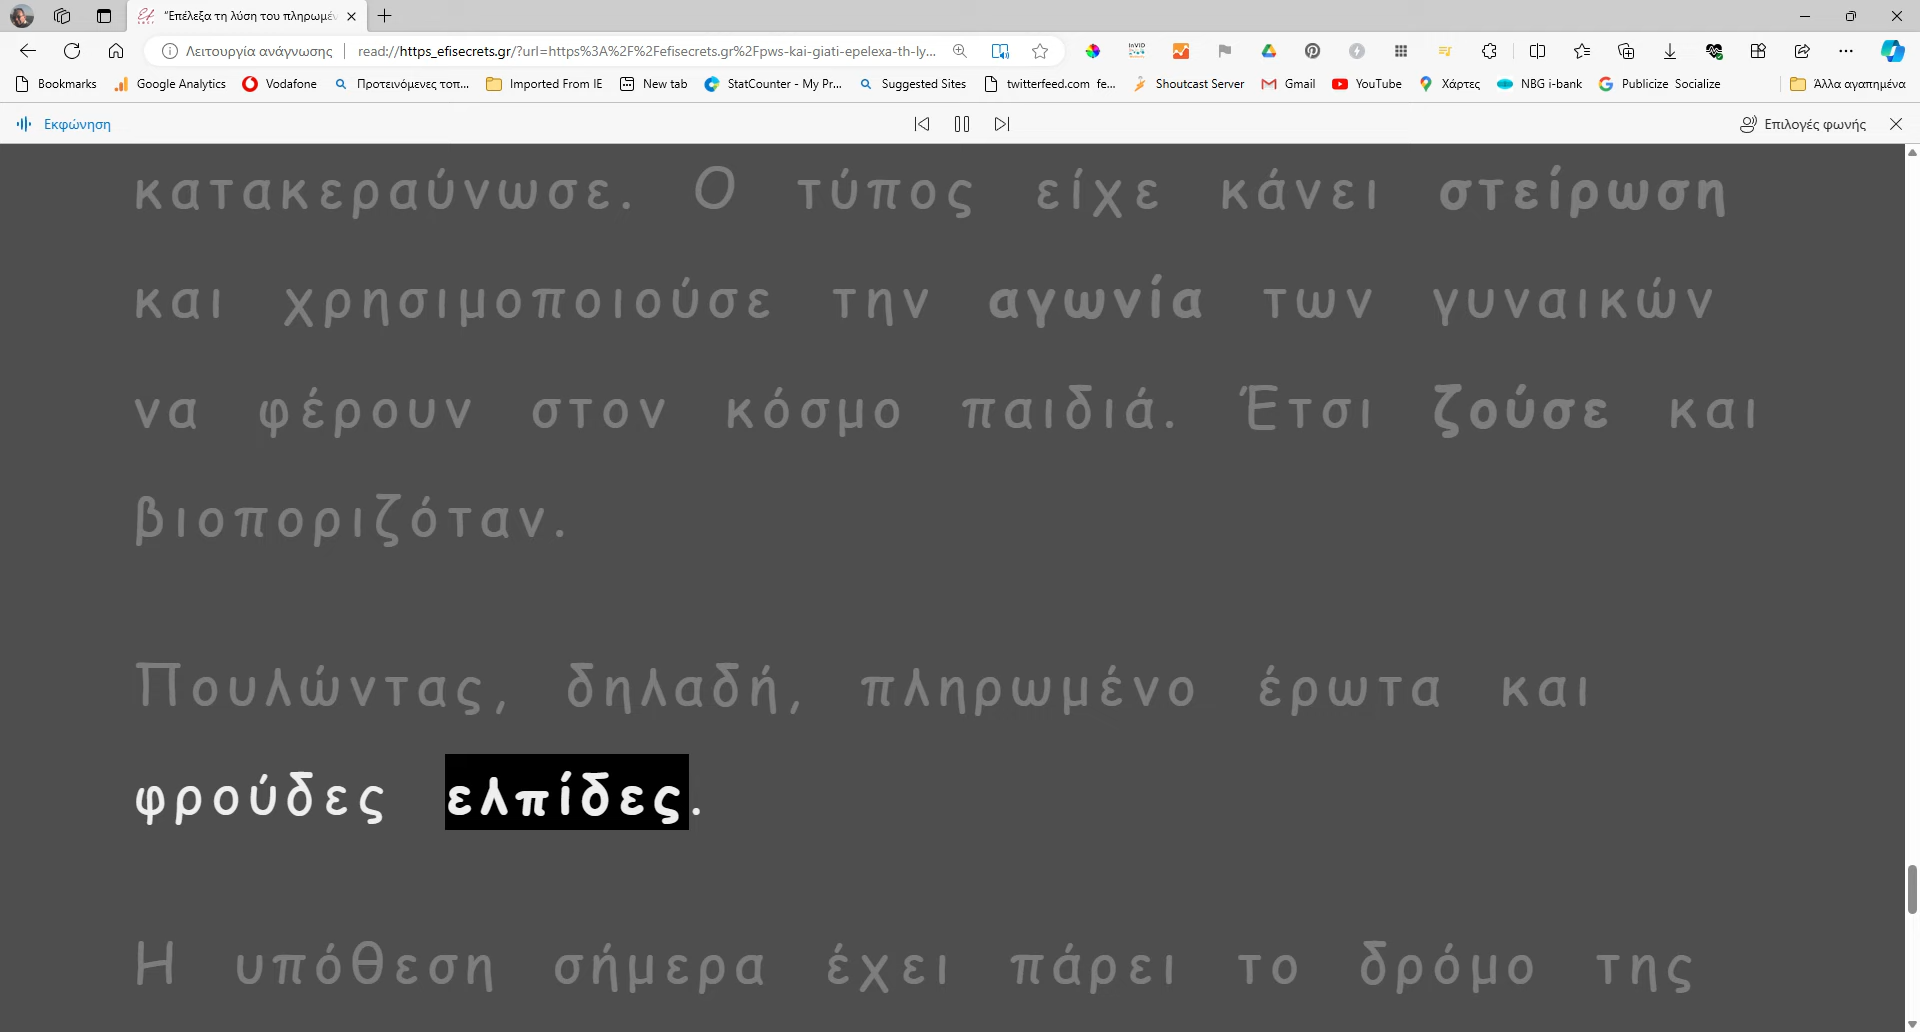 "Επέλεξα τη λύση του πληρωμέν
Λειτουργία ανάγνωσης
read://https_efisecrets.gr/?url=https%3A%2F%2Fefisecrets.gr%2Fpws-kai-giati-epelexa-th-ly...
InVID
Bookmarks Google Analytics Vodafone Προτεινόμενες τοπ... Imported From IE New tab StatCounter - My Pr... Suggested Sites twitterfeed.com fe... Shoutcast Server Gmail YouTube Χάρτες NBG i-bank Publicize Socialize Άλλα αγαπημένα
Εκφώνηση
Επιλογές φωνής
κατακεραύνωσε. Ο τύπος είχε κάνει στείρωση
και χρησιμοποιούσε την αγωνία των γυναικών
να φέρουν στον κόσμο παιδιά. Έτσι ζούσε και
βιοποριζόταν.
Πουλώντας, δηλαδή, πληρωμένο έρωτα και
φρούδες ελπίδες.
Η υπόθεση σήμερα έχει πάρει το δρόμο της